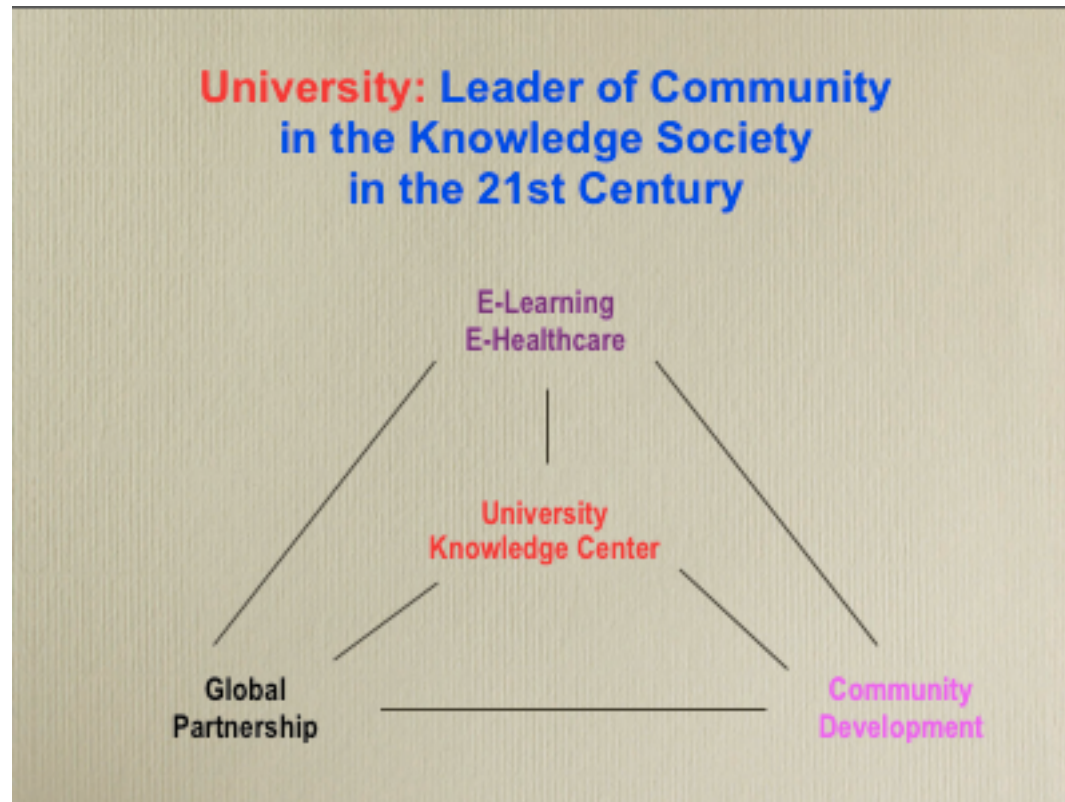 University: Leader of Community
in the Knowledge Society
in the 21st Century
E-Learning
E-Healthcare
University
Knowledge Center
Global
Partnership
Community
Development